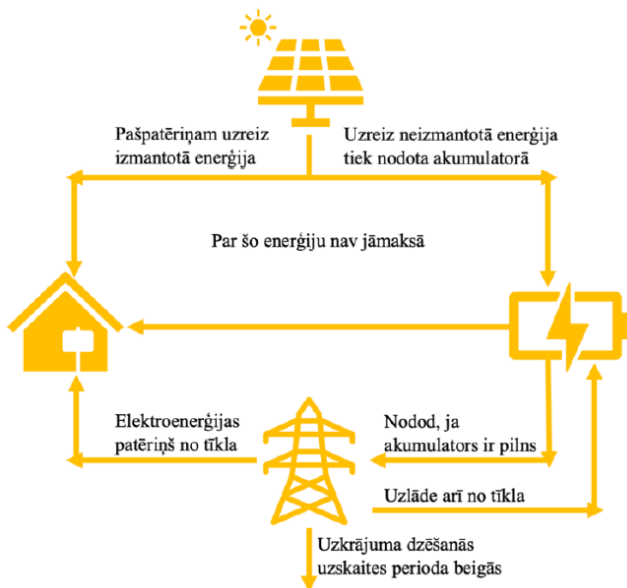 Pašpatēriņam uzreiz
izmantotā enerģija
Uzreiz neizmantotā enerģija
tiek nodota akumulatorā
Par šo enerģiju nav jāmaksā
Elektroenerģijas
patēriņš no tīkla
Nodod, ja
akumulators ir pilns
Uzlāde arī no tīkla
Uzkrājuma dzēšanās
uzskaites perioda beigās